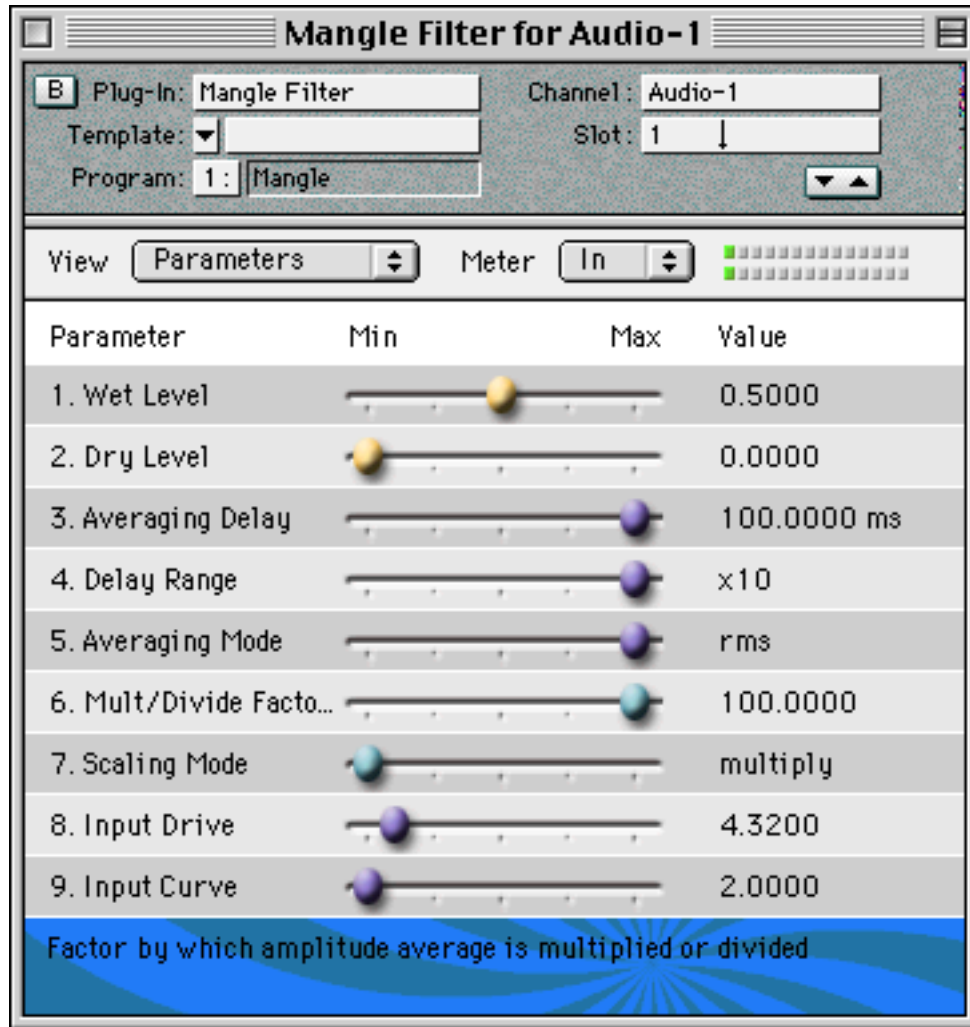 Mangle Filter for Audio-1
B Plug-In: Mangle Filter Channel: Audio-1
Template: Slot: 1
Program: 1: Mangle
View Parameters Meter In
Parameter Min Max Value
1. Wet Level 0.5000
2. Dry Level 0.0000
3. Averaging Delay 100.0000 ms
4. Delay Range x10
5. Averaging Mode rms
6. Mult/Divide Facto... 100.0000
7. Scaling Mode multiply
8. Input Drive 4.3200
9. Input Curve 2.0000
Factor by which amplitude average is multiplied or divided